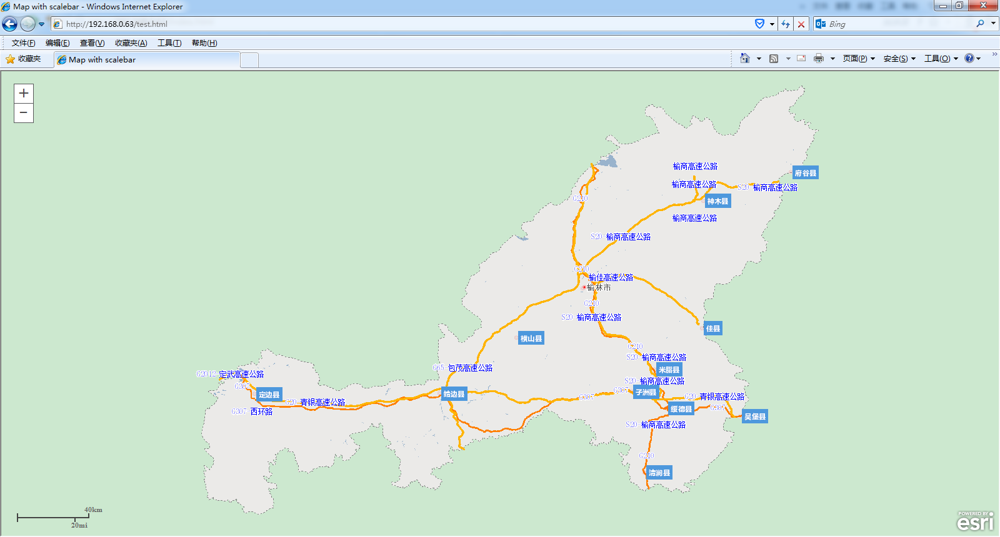 Map with scalebar - Windows Internet Explorer
http://192.168.0.63/test.html
Bing
文件(F) 编辑(E) 查看(V) 收藏夹(A) 工具(T) 帮助(H)
收藏夹
Map with scalebar
页面(P) 安全(S) 工具(O)
+
−
榆商高速公路
府谷县
榆商高速公路
S20-榆商高速公路
G210
神木县
榆商高速公路
S20-榆商高速公路
G210
榆佳高速公路
榆林市
G210
S20-榆商高速公路
佳县
横山县
G210
S20-榆商高速公路
G65-包茂高速公路
米脂县
G2012-定武高速公路
S20-榆商高速公路
G307
定边县
靖边县
G307
G307
子洲县
G20-青银高速公路
G20-青银高速公路
G307-西环路
绥德县
G307
吴堡县
S20-榆商高速公路
G210
清涧县
40km
20mi
POWERED BY
esri